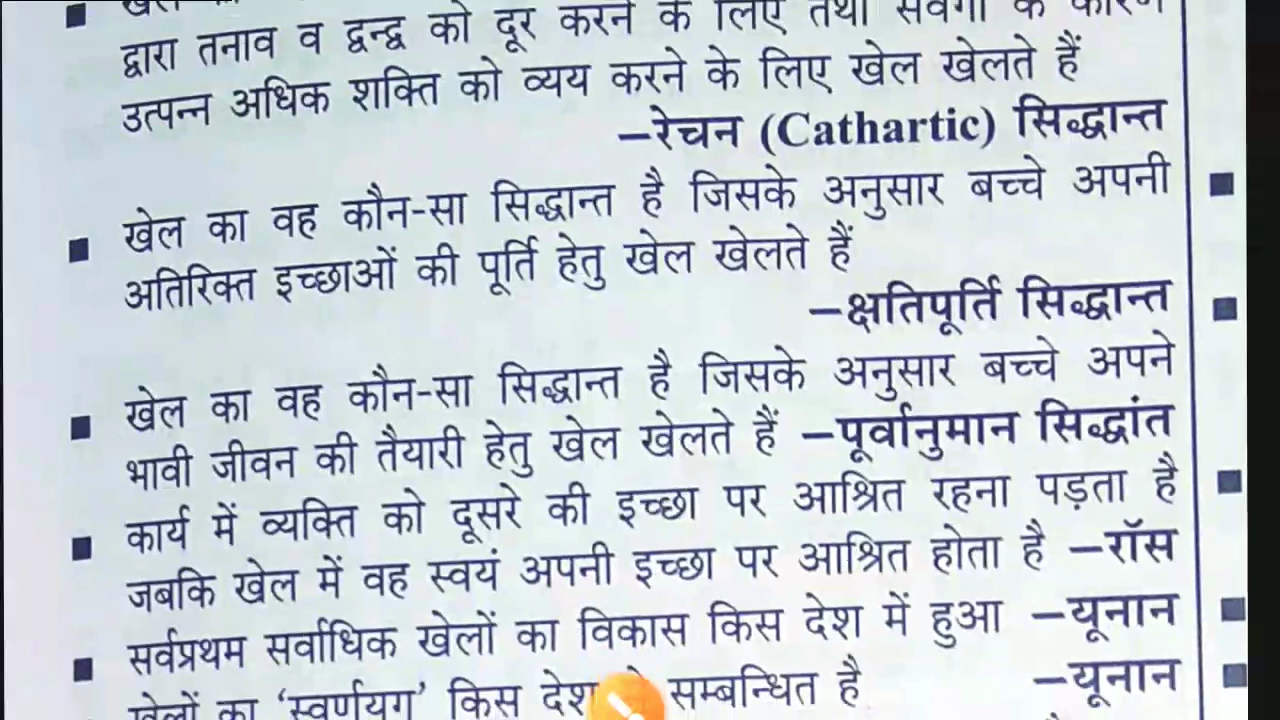 द्वारा तनाव व द्वन्द्व को दूर करने के लिए तथा संवेगों के कारण
उत्पन्न अधिक शक्ति को व्यय करने के लिए खेल खेलते हैं
–रेचन (Cathartic) सिद्धान्त
■ खेल का वह कौन-सा सिद्धान्त है जिसके अनुसार बच्चे अपनी
अतिरिक्त इच्छाओं की पूर्ति हेतु खेल खेलते हैं
–क्षतिपूर्ति सिद्धान्त
■ खेल का वह कौन-सा सिद्धान्त है जिसके अनुसार बच्चे अपने
भावी जीवन की तैयारी हेतु खेल खेलते हैं –पूर्वानुमान सिद्धांत
■ कार्य में व्यक्ति को दूसरे की इच्छा पर आश्रित रहना पड़ता है
जबकि खेल में वह स्वयं अपनी इच्छा पर आश्रित होता है –रॉस
■ सर्वप्रथम सर्वाधिक खेलों का विकास किस देश में हुआ –यूनान
खेलों का ‘स्वर्णयुग’ किस देश सम्बन्धित है –यूनान